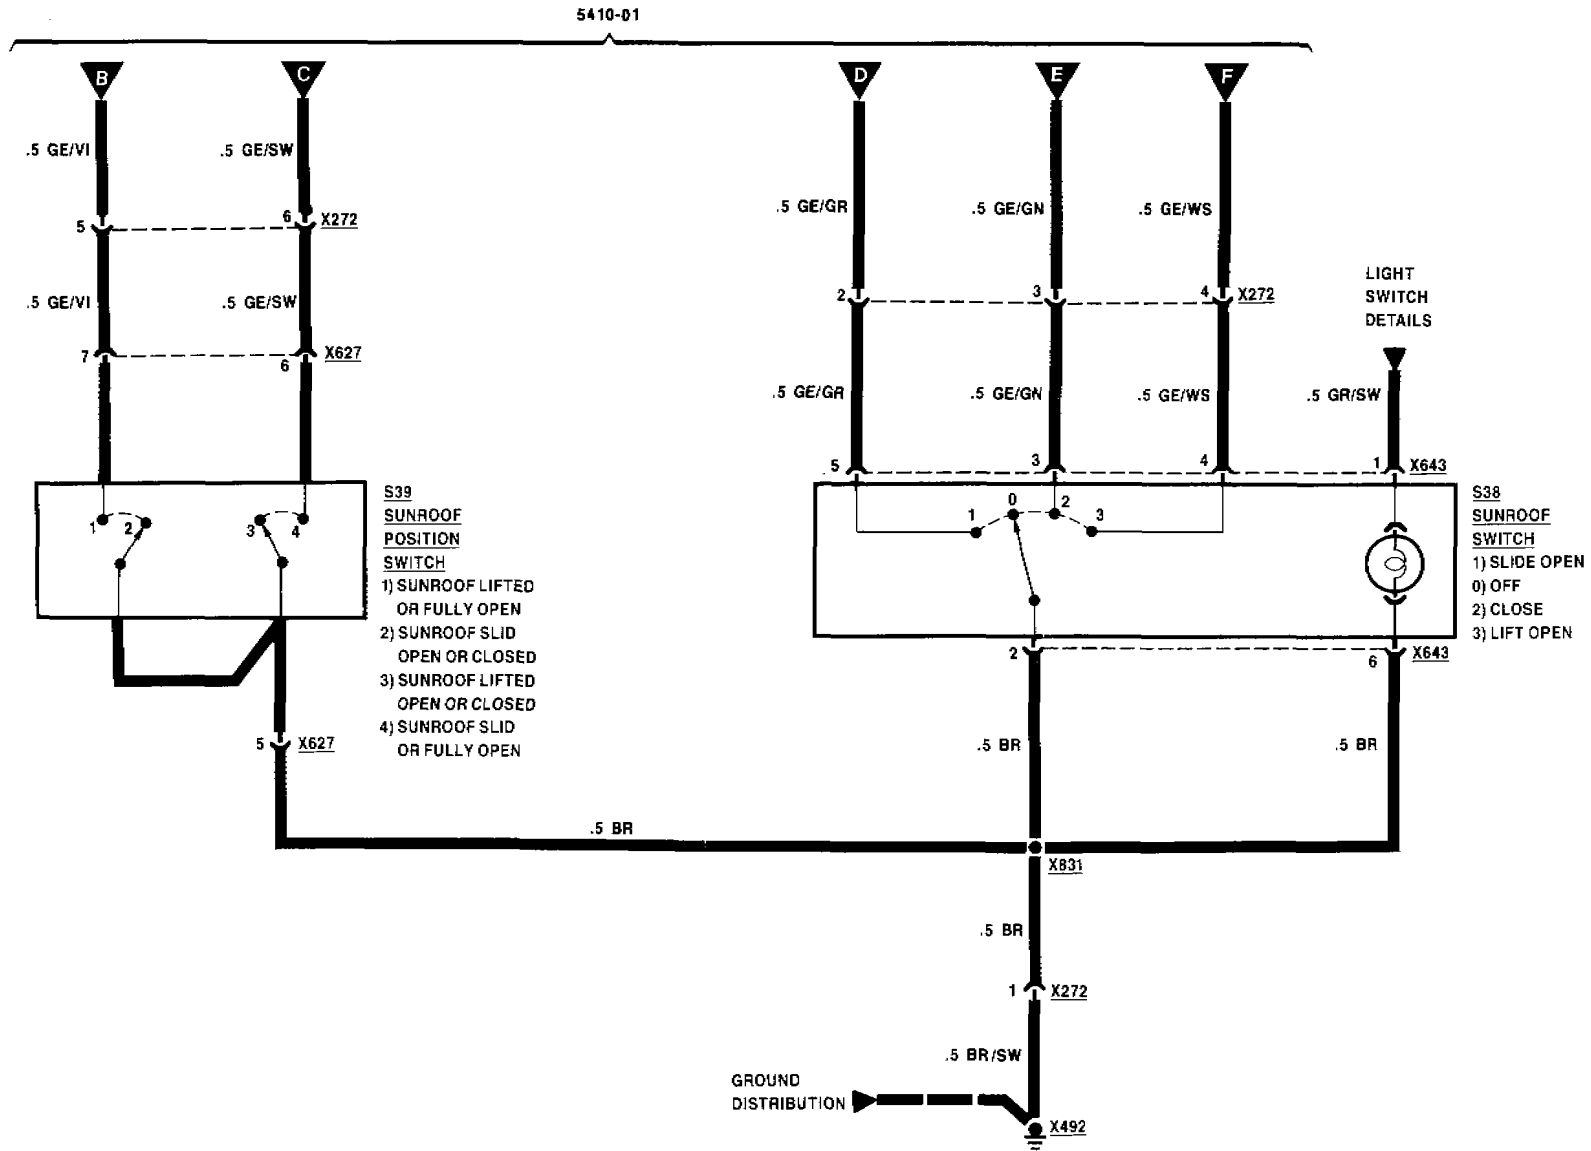 5410-01
B
C
D
E
F
.5 GE/VI
.5 GE/SW
.5 GE/GR
.5 GE/GN
.5 GE/WS
5
6
X272
.5 GE/VI
.5 GE/SW
2
3
4
X272
LIGHT
SWITCH
DETAILS
7
6
X627
.5 GE/GR
.5 GE/GN
.5 GE/WS
.5 GR/SW
5
3
4
1
X643
1
2
3
4
S39
SUNROOF
POSITION
SWITCH
1) SUNROOF LIFTED
OR FULLY OPEN
2) SUNROOF SLID
OPEN OR CLOSED
3) SUNROOF LIFTED
OPEN OR CLOSED
4) SUNROOF SLID
OR FULLY OPEN
1
0
2
3
S38
SUNROOF
SWITCH
1) SLIDE OPEN
0) OFF
2) CLOSE
3) LIFT OPEN
2
6
X643
5
X627
.5 BR
.5 BR
.5 BR
X831
.5 BR
1
X272
.5 BR/SW
GROUND
DISTRIBUTION
X492